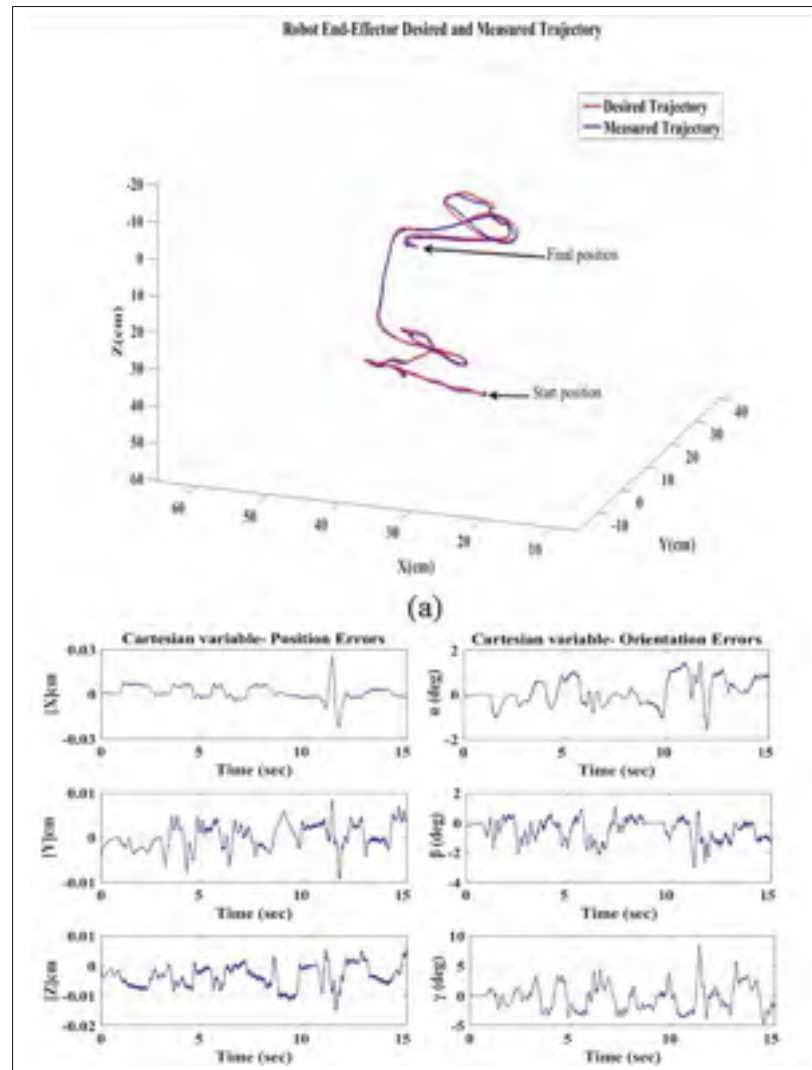 Robot End-Effector Desired and Measured Trajectory
Desired Trajectory
Measured Trajectory
-20
-10
0
10
20
30
40
50
60
Z(cm)
Final position
Start position
60
50
40
30
20
10
X(cm)
-10
0
10
20
30
40
Y(cm)
(a)
Cartesian variable- Position Errors
0.03
0
-0.03
|X|cm
0
5
10
15
Time (sec)
Cartesian variable- Orientation Errors
2
0
-2
α (deg)
0
5
10
15
Time (sec)
0.01
0
-0.01
|Y|cm
0
5
10
15
Time (sec)
2
0
-2
-4
β (deg)
0
5
10
15
Time (sec)
0.01
0
-0.01
-0.02
|Z|cm
0
5
10
15
Time (sec)
10
5
0
-5
γ (deg)
0
5
10
15
Time (sec)